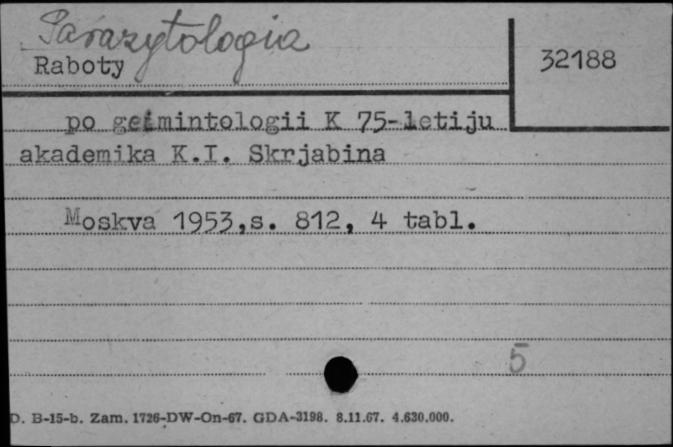 Parazytologia
Raboty
32188
po gelmintologii K 75-letiju
akademika K.I. Skrjabina
Moskva 1953,s. 812, 4 tabl.
5
D. B-15-b. Zam. 1726-DW-On-67. GDA-3198. 8.11.67. 4.630.000.